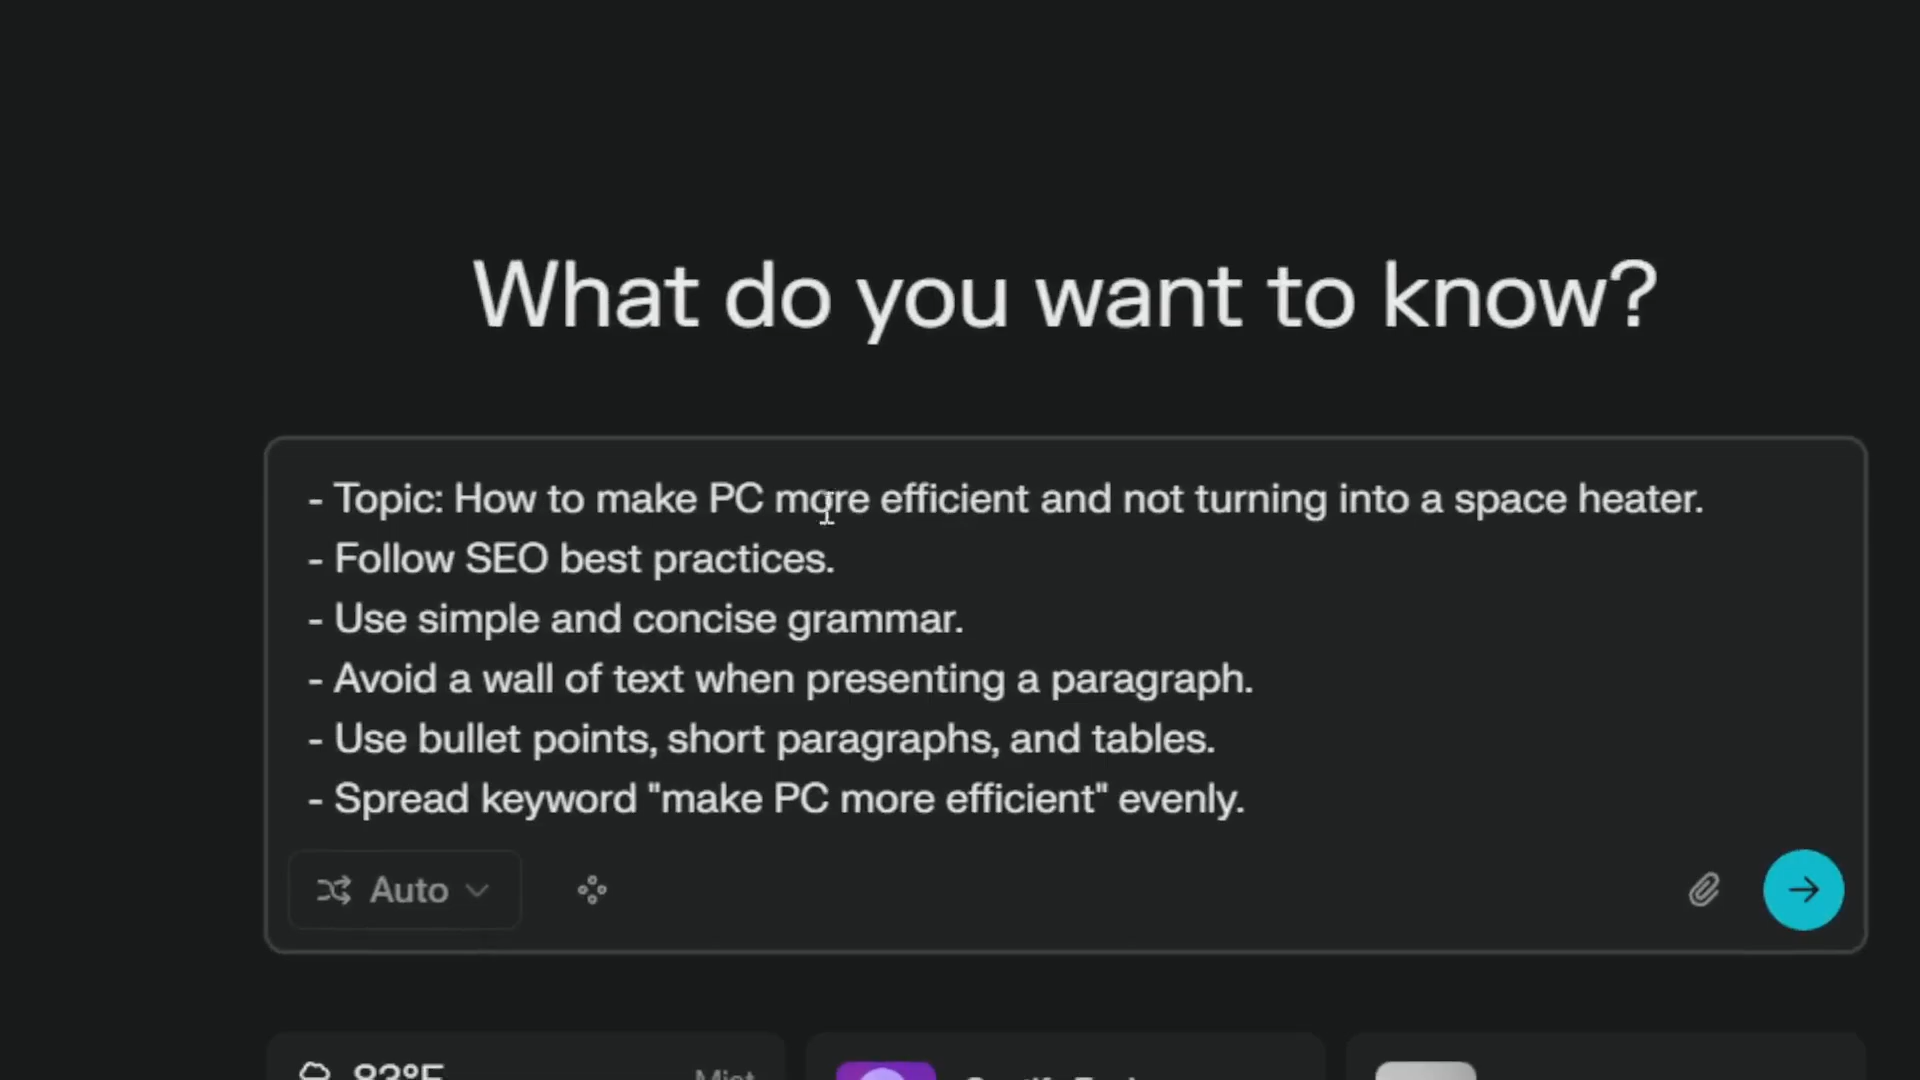 What do you want to know?
- Topic: How to make PC more efficient and not turning into a space heater.
- Follow SEO best practices.
- Use simple and concise grammar.
- Avoid a wall of text when presenting a paragraph.
- Use bullet points, short paragraphs, and tables.
- Spread keyword "make PC more efficient" evenly.
Auto
83°F Mist